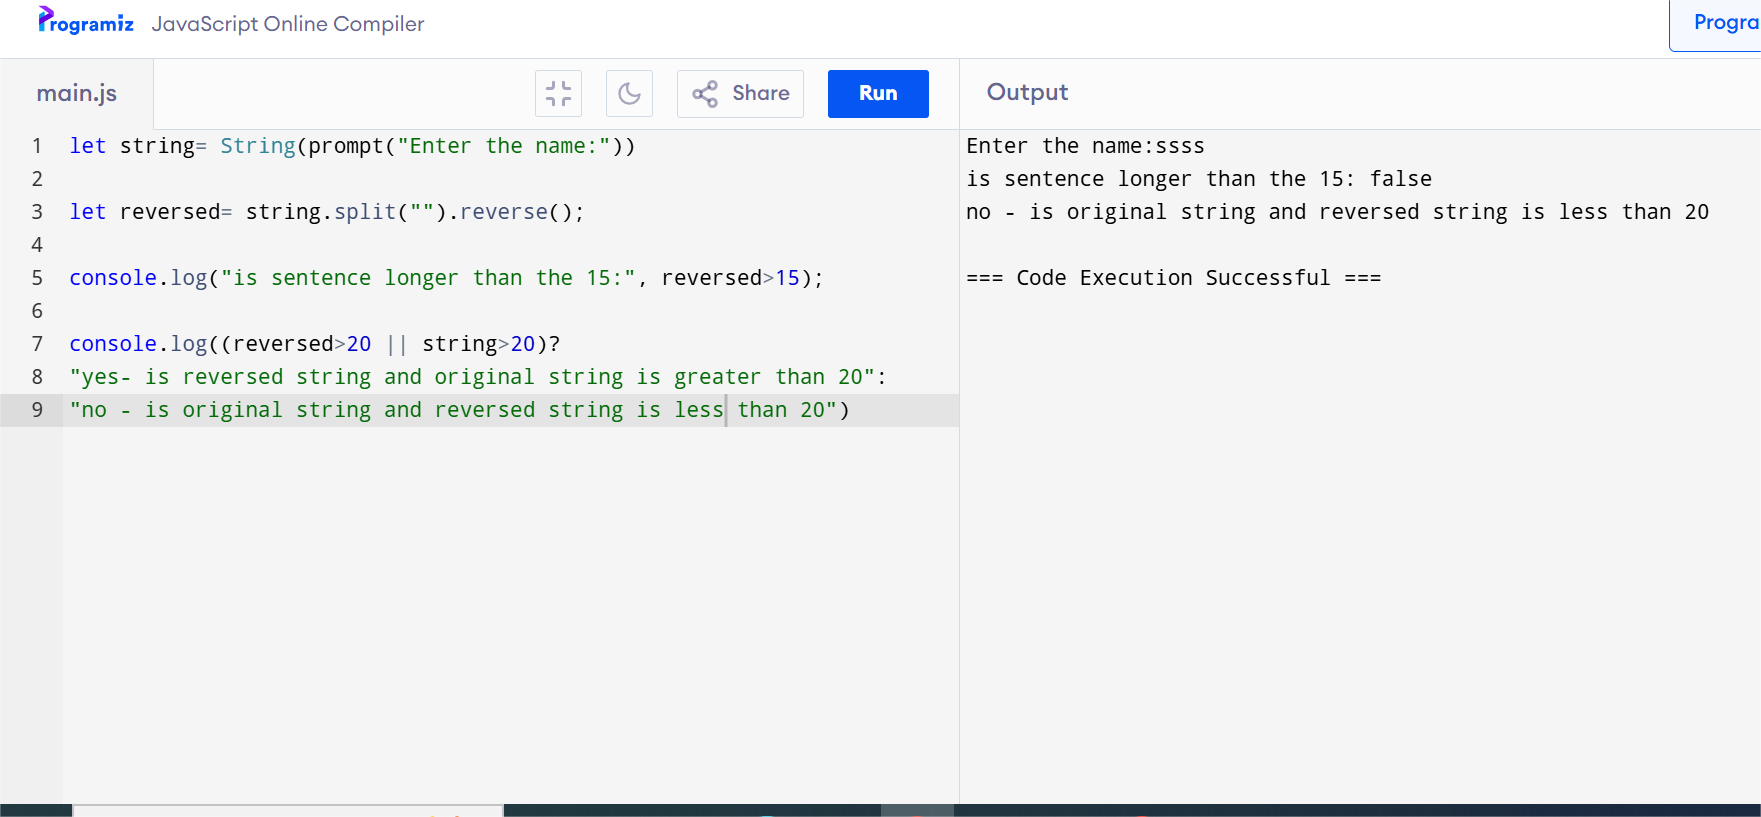 Programiz JavaScript Online Compiler
Progra
main.js
Share
Run
Output
1 let string= String(prompt("Enter the name:"))
2
3 let reversed= string.split("").reverse();
4
5 console.log("is sentence longer than the 15:", reversed>15);
6
7 console.log((reversed>20 || string>20)?
8 "yes- is reversed string and original string is greater than 20":
9 "no - is original string and reversed string is less than 20")
Enter the name:ssss
is sentence longer than the 15: false
no - is original string and reversed string is less than 20
=== Code Execution Successful ===